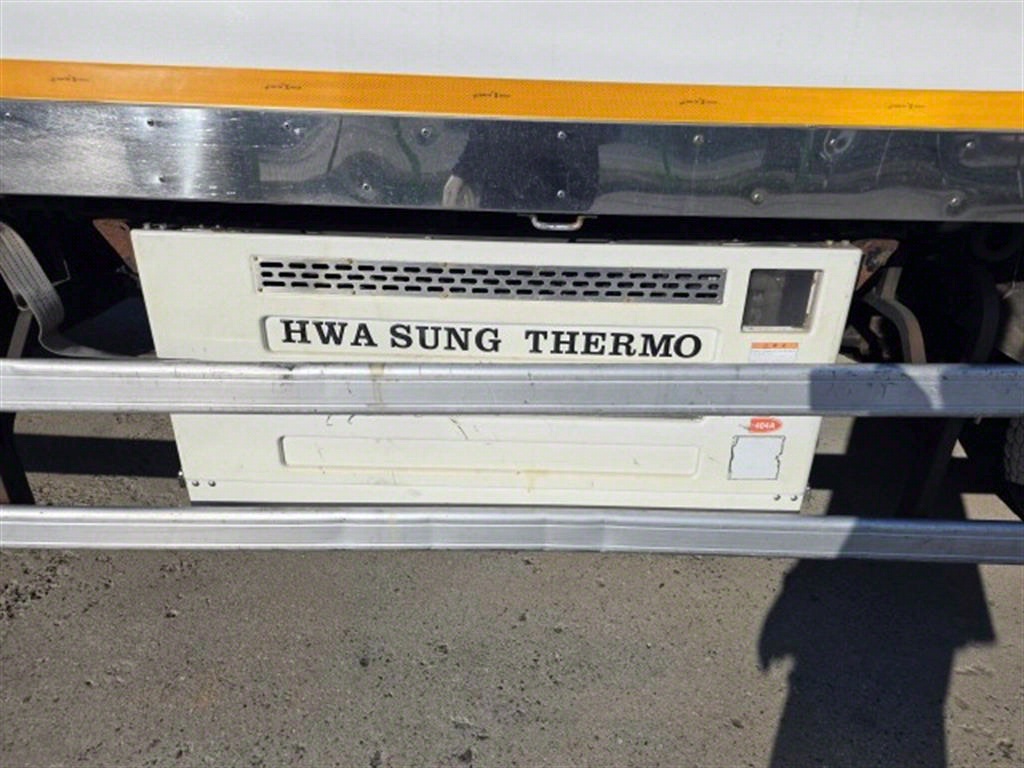 HWA SUNG THERMO
404A